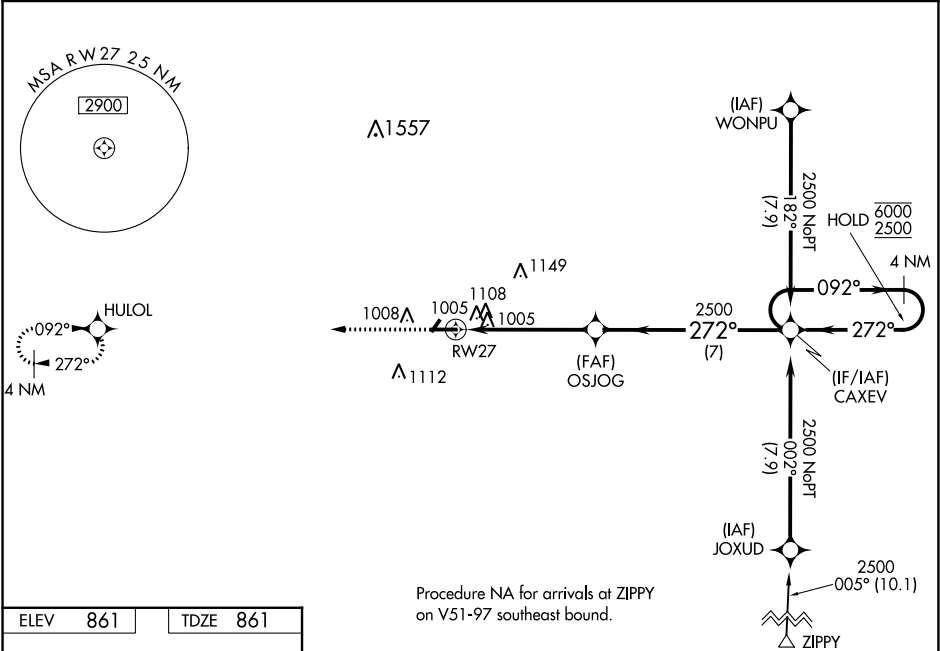 MSA RW27 25 NM
2900
1557
(IAF)
WONPU
2500 NoPT
182°
(7.9)
HOLD
6000
2500
4 NM
092°
272°
1149
1108
1008
1005
1005
RW27
HULOL
092°
272°
4 NM
1112
(FAF)
OSJOG
2500
272°
(7)
(IF/IAF)
CAXEV
2500 NoPT
002°
(7.9)
(IAF)
JOXUD
2500
005° (10.1)
ZIPPY
Procedure NA for arrivals at ZIPPY
on V51-97 southeast bound.
ELEV 861
TDZE 861